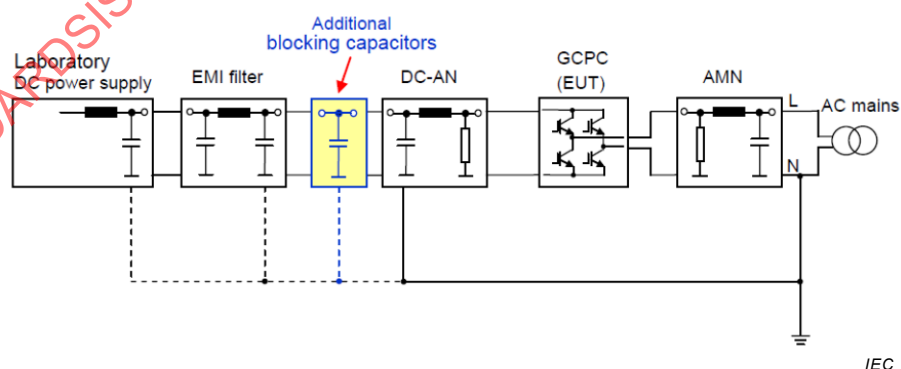 Additional
blocking capacitors
Laboratory
DC power supply
EMI filter
DC-AN
GCPC
(EUT)
AMN
L
AC mains
N
IEC